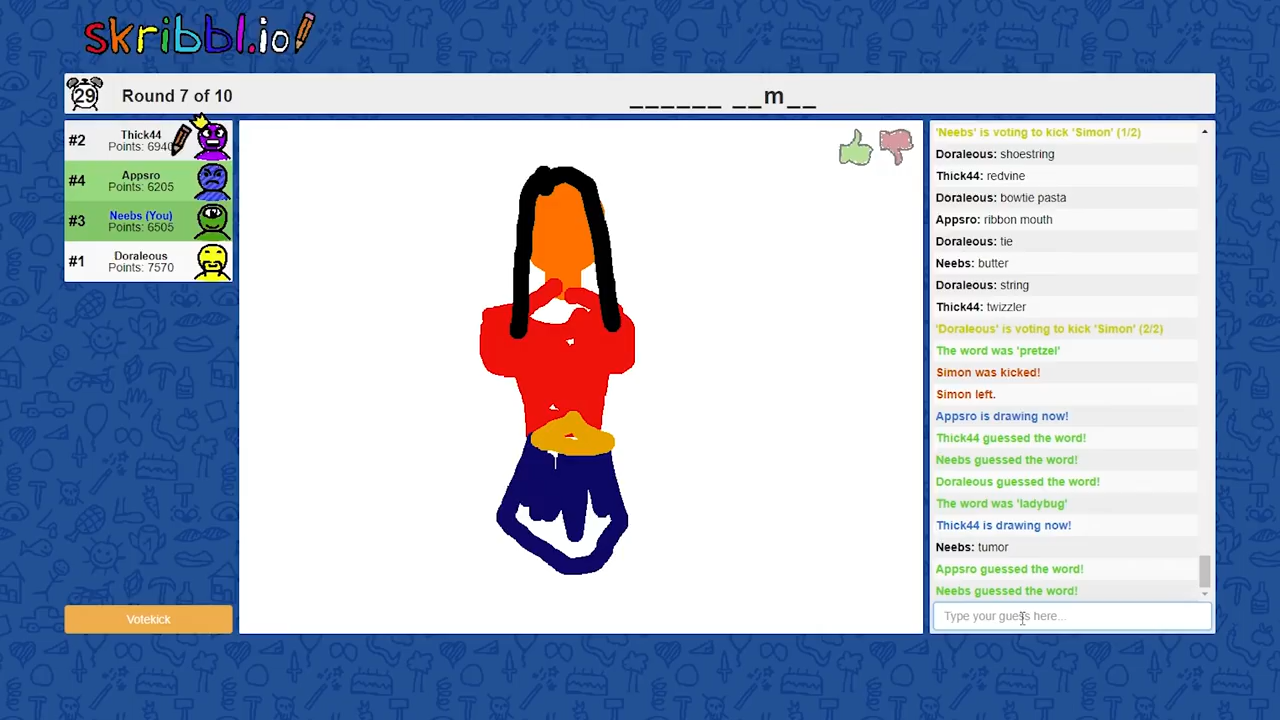 skribbl.io
29
Round 7 of 10
______ __m__
#2
Thick44
Points: 6940
#4
Appsro
Points: 6205
#3
Neebs (You)
Points: 6505
#1
Doraleous
Points: 7570
Votekick
'Neebs' is voting to kick 'Simon' (1/2)
Doraleous: shoestring
Thick44: redvine
Doraleous: bowtie pasta
Appsro: ribbon mouth
Doraleous: tie
Neebs: butter
Doraleous: string
Thick44: twizzler
'Doraleous' is voting to kick 'Simon' (2/2)
The word was 'pretzel'
Simon was kicked!
Simon left.
Appsro is drawing now!
Thick44 guessed the word!
Neebs guessed the word!
Doraleous guessed the word!
The word was 'ladybug'
Thick44 is drawing now!
Neebs: tumor
Appsro guessed the word!
Neebs guessed the word!
Type your guess here...